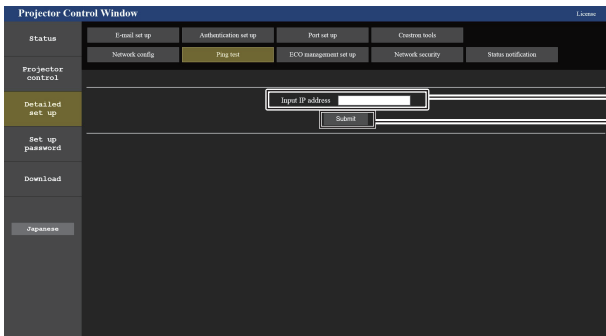 Projector Control Window
License
Status
E-mail set up
Authentication set up
Port set up
Crestron tools
Network config
Ping test
ECO management set up
Network security
Status notification
Projector
control
Detailed
set up
Input IP address
Submit
Set up
password
Download
Japanese